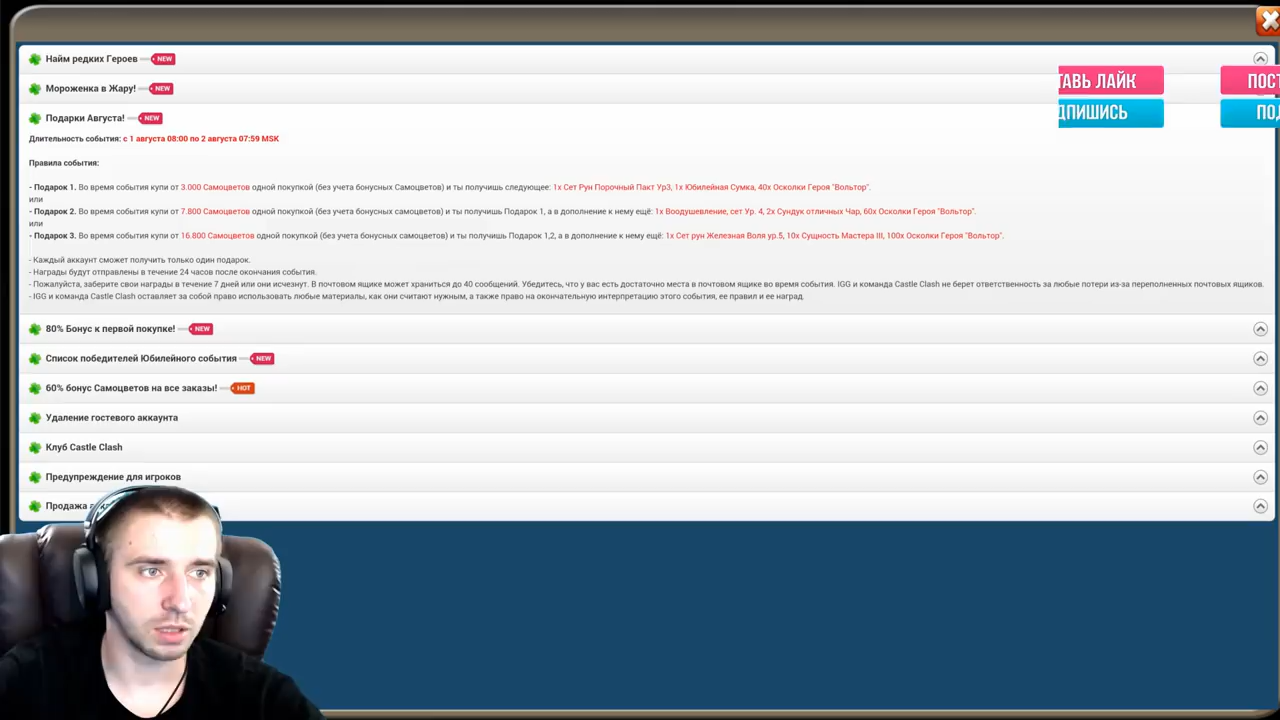 Найм редких Героев NEW
Мороженка в Жару! NEW
ТАВЬ ЛАЙК
Подарки Августа! NEW
Длительность события: с 1 августа 08:00 по 2 августа 07:59 MSK
Правила события:
- Подарок 1. Во время события купи от 3.000 Самоцветов одной покупкой (без учета бонусных Самоцветов) и ты получишь следующее: 1x Сет Рун Порочный Пакт Ур3, 1x Юбилейная Сумка, 40x Осколки Героя "Вольтор".
или
- Подарок 2. Во время события купи от 7.800 Самоцветов одной покупкой (без учета бонусных самоцветов) и ты получишь Подарок 1, а в дополнение к нему ещё: 1x Воодушевление, сет Ур. 4, 2x Сундук отличных Чар, 60x Осколки Героя "Вольтор".
или
- Подарок 3. Во время события купи от 16.800 Самоцветов одной покупкой (без учета бонусных самоцветов) и ты получишь Подарок 1,2, а в дополнение к нему ещё: 1x Сет рун Железная Воля ур.5, 10x Сущность Мастера III, 100x Осколки Героя "Вольтор".
- Каждый аккаунт сможет получить только один подарок.
- Награды будут отправлены в течение 24 часов после окончания события.
- Пожалуйста, заберите свои награды в течение 7 дней или они исчезнут. В почтовом ящике может храниться до 40 сообщений. Убедитесь, что у вас есть достаточно места в почтовом ящике во время события. IGG и команда Castle Clash не берет ответственность за любые потери из-за переполненных почтовых ящиков.
- IGG и команда Castle Clash оставляет за собой право использовать любые материалы, как они считают нужным, а также право на окончательную интерпретацию этого события, ее правил и ее наград.
80% Бонус к первой покупке! NEW
Список победителей Юбилейного события NEW
60% бонус Самоцветов на все заказы! HOT
Удаление гостевого аккаунта
Клуб Castle Clash
Предупреждение для игроков
Продажа
ДПИШИСЬ
ПОСТ
ПОД